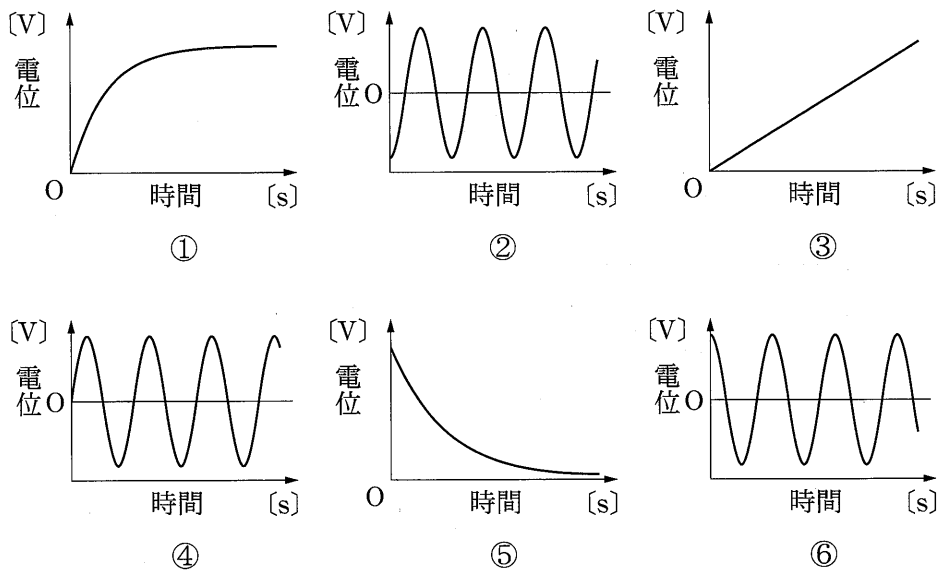 〔V〕 電位 O 時間 〔s〕 ①
〔V〕 電位 O 時間 〔s〕 ②
〔V〕 電位 O 時間 〔s〕 ③
〔V〕 電位 O 時間 〔s〕 ④
〔V〕 電位 O 時間 〔s〕 ⑤
〔V〕 電位 O 時間 〔s〕 ⑥